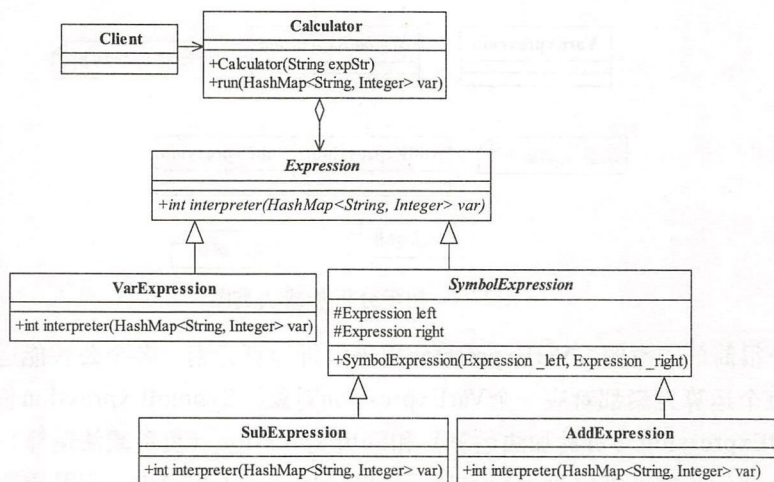 Client
Calculator
+Calculator(String expStr)
+run(HashMap<String, Integer> var)
Expression
+int interpreter(HashMap<String, Integer> var)
VarExpression
+int interpreter(HashMap<String, Integer> var)
SymbolExpression
#Expression left
#Expression right
+SymbolExpression(Expression _left, Expression _right)
SubExpression
+int interpreter(HashMap<String, Integer> var)
AddExpression
+int interpreter(HashMap<String, Integer> var)